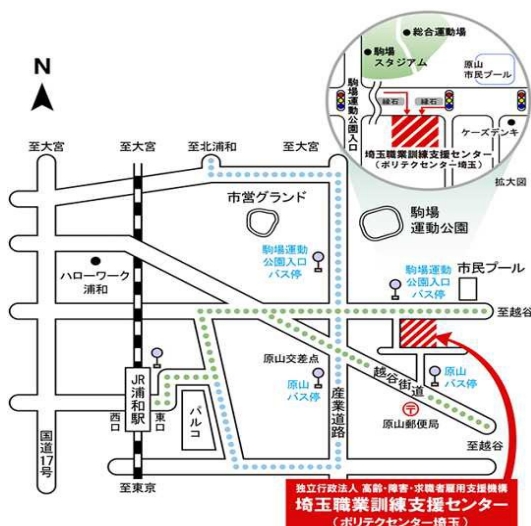 総合運動場
駒場
スタジアム
原山
市民プール
駒場運動公園入口
緑石
緑石
ケーズデンキ
埼玉職業訓練支援センター
(ポリテクセンター埼玉)
拡大図
N
至大宮
至大宮
至北浦和
至大宮
市営グランド
駒場
運動公園
駒場運動
公園入口
バス停
駒場運動
公園入口
バス停
市民プール
ハローワーク
浦和
至越谷
原山交差点
越谷街道
原山
バス停
原山
バス停
産業道路
JR
浦和駅
西口
東口
パルコ
原山郵便局
国道17号
至越谷
至東京
独立行政法人 高齢・障害・求職者雇用支援機構
埼玉職業訓練支援センター
(ポリテクセンター埼玉)